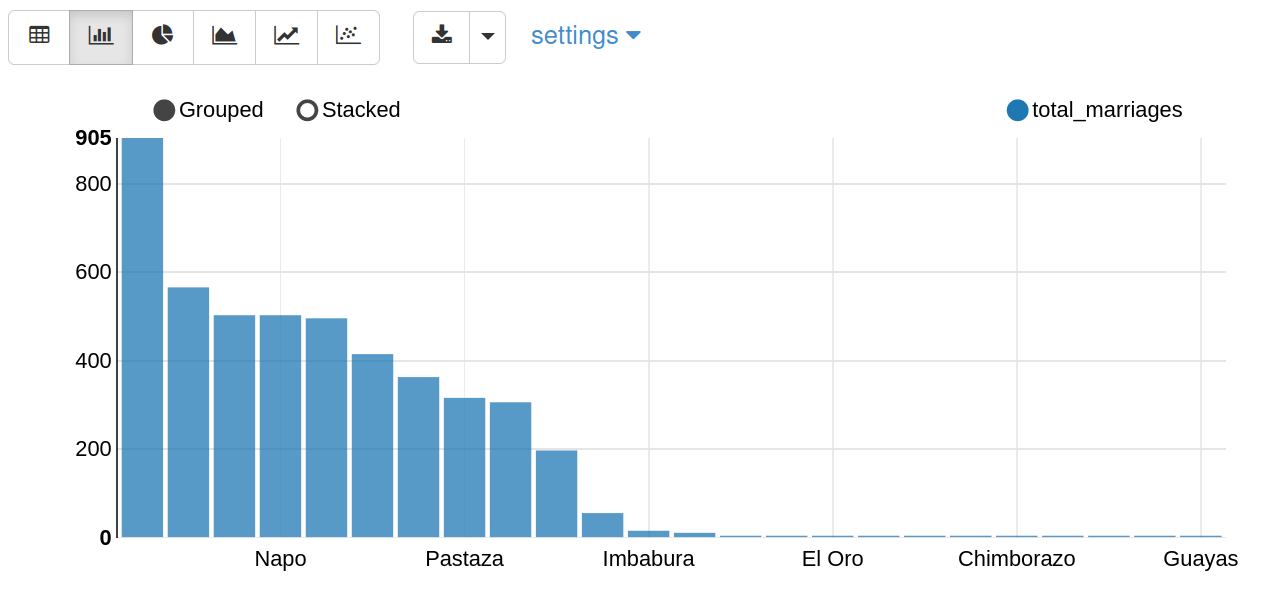 settings
Grouped Stacked total_marriages
905
800
600
400
200
0
Napo Pastaza Imbabura El Oro Chimborazo Guayas